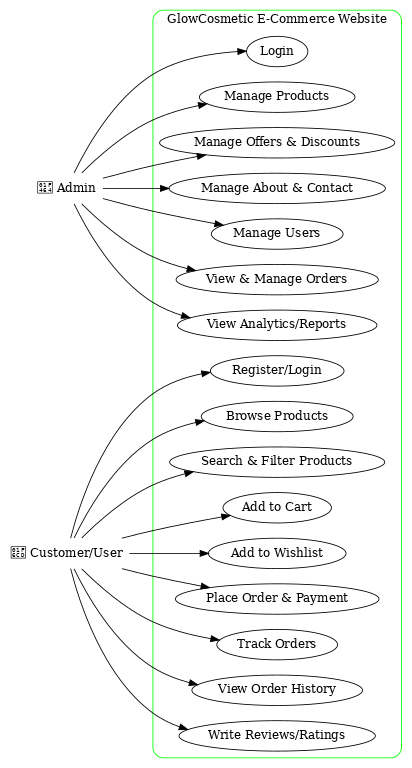 GlowCosmetic E-Commerce Website
Login
Manage Products
Manage Offers & Discounts
Admin
Manage About & Contact
Manage Users
View & Manage Orders
View Analytics/Reports
Register/Login
Browse Products
Search & Filter Products
Add to Cart
Customer/User
Add to Wishlist
Place Order & Payment
Track Orders
View Order History
Write Reviews/Ratings